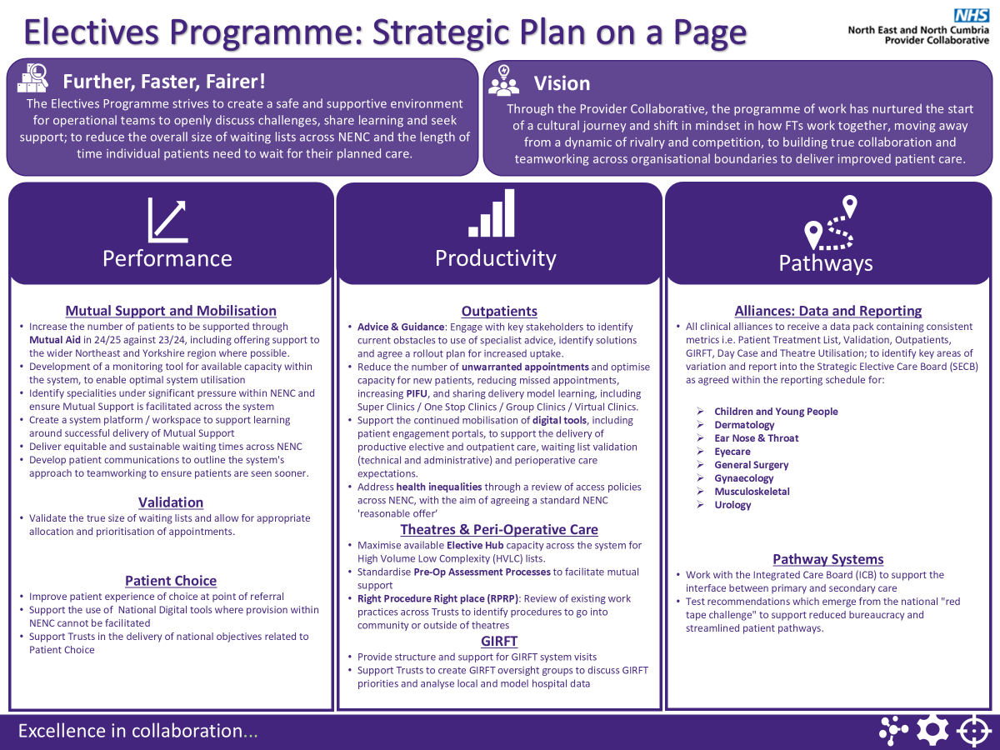 Electives Programme: Strategic Plan on a Page
NHS
North East and North Cumbria
Provider Collaborative
Further, Faster, Fairer!
The Electives Programme strives to create a safe and supportive environment
for operational teams to openly discuss challenges, share learning and seek
support; to reduce the overall size of waiting lists across NENC and the length of
time individual patients need to wait for their planned care.
Vision
Through the Provider Collaborative, the programme of work has nurtured the start
of a cultural journey and shift in mindset in how FTs work together, moving away
from a dynamic of rivalry and competition, to building true collaboration and
teamworking across organisational boundaries to deliver improved patient care.
Performance
Mutual Support and Mobilisation
• Increase the number of patients to be supported through
Mutual Aid in 24/25 against 23/24, including offering support to
the wider Northeast and Yorkshire region where possible.
• Development of a monitoring tool for available capacity within
the system, to enable optimal system utilisation
• Identify specialities under significant pressure within NENC and
ensure Mutual Support is facilitated across the system
• Create a system platform / workspace to support learning
around successful delivery of Mutual Support
• Deliver equitable and sustainable waiting times across NENC
• Develop patient communications to outline the system's
approach to teamworking to ensure patients are seen sooner.
Validation
• Validate the true size of waiting lists and allow for appropriate
allocation and prioritisation of appointments.
Patient Choice
• Improve patient experience of choice at point of referral
• Support the use of National Digital tools where provision within
NENC cannot be facilitated
• Support Trusts in the delivery of national objectives related to
Patient Choice
Productivity
Outpatients
• Advice & Guidance: Engage with key stakeholders to identify
current obstacles to use of specialist advice, identify solutions
and agree a rollout plan for increased uptake.
• Reduce the number of unwarranted appointments and optimise
capacity for new patients, reducing missed appointments,
increasing PIFU, and sharing delivery model learning, including
Super Clinics / One Stop Clinics / Group Clinics / Virtual Clinics.
• Support the continued mobilisation of digital tools, including
patient engagement portals, to support the delivery of
productive elective and outpatient care, waiting list validation
(technical and administrative) and perioperative care
expectations.
• Address health inequalities through a review of access policies
across NENC, with the aim of agreeing a standard NENC
'reasonable offer'
Theatres & Peri-Operative Care
• Maximise available Elective Hub capacity across the system for
High Volume Low Complexity (HVLC) lists.
• Standardise Pre-Op Assessment Processes to facilitate mutual
support
• Right Procedure Right place (RPRP): Review of existing work
practices across Trusts to identify procedures to go into
community or outside of theatres
GIRFT
• Provide structure and support for GIRFT system visits
• Support Trusts to create GIRFT oversight groups to discuss GIRFT
priorities and analyse local and model hospital data
Pathways
Alliances: Data and Reporting
• All clinical alliances to receive a data pack containing consistent
metrics i.e. Patient Treatment List, Validation, Outpatients,
GIRFT, Day Case and Theatre Utilisation; to identify key areas of
variation and report into the Strategic Elective Care Board (SECB)
as agreed within the reporting schedule for:
➢ Children and Young People
➢ Dermatology
➢ Ear Nose & Throat
➢ Eyecare
➢ General Surgery
➢ Gynaecology
➢ Musculoskeletal
➢ Urology
Pathway Systems
• Work with the Integrated Care Board (ICB) to support the
interface between primary and secondary care
• Test recommendations which emerge from the national "red
tape challenge" to support reduced bureaucracy and
streamlined patient pathways.
Excellence in collaboration...